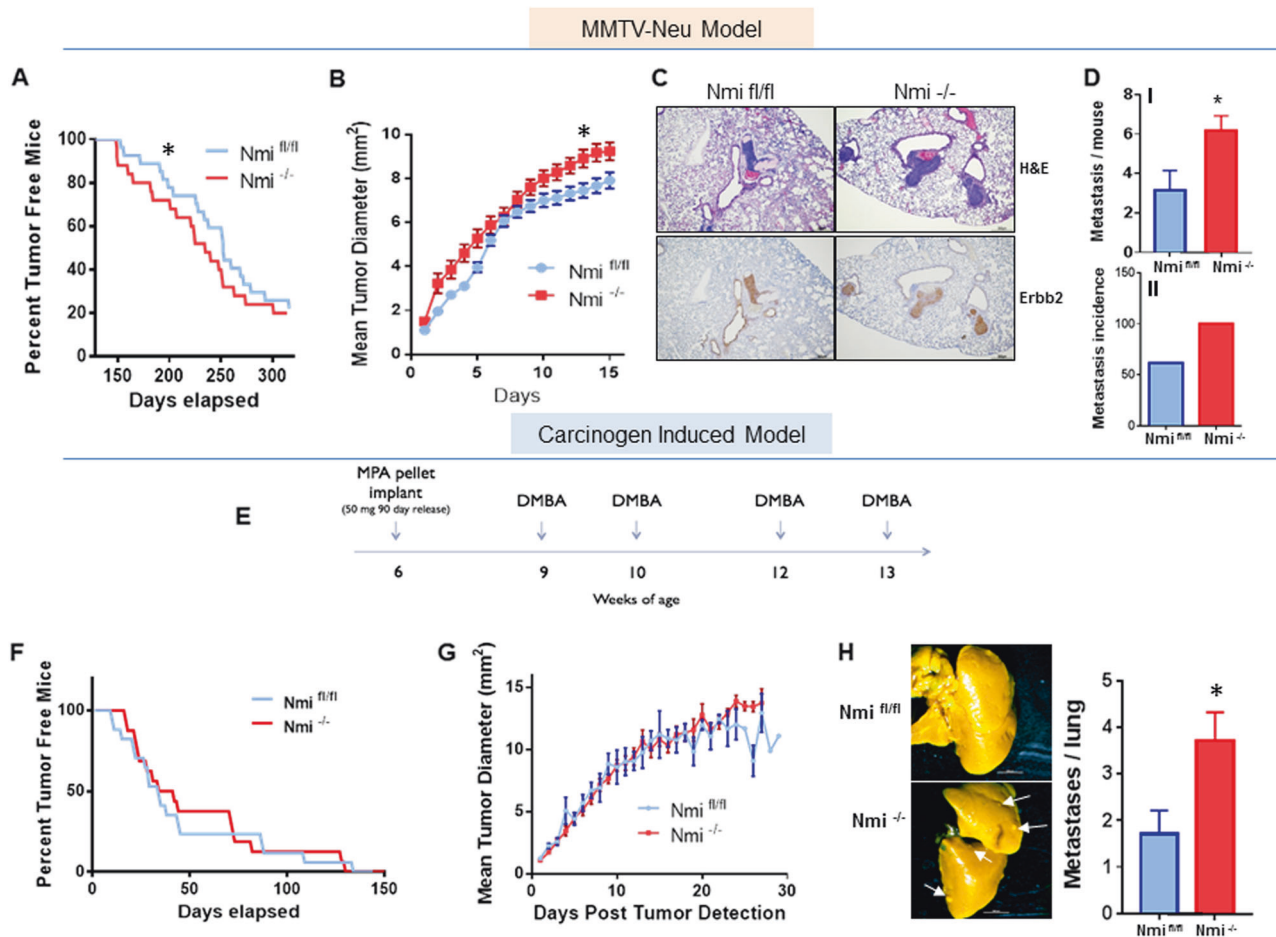 MMTV-Neu Model
A
Percent Tumor Free Mice
100
80
60
40
20
0
*
Nmi fl/fl
Nmi -/-
150 200 250 300
Days elapsed
B
Mean Tumor Diameter (mm²)
10
8
6
4
2
0
*
Nmi fl/fl
Nmi -/-
0 5 10 15
Days
C
Nmi fl/fl Nmi -/-
H&E
Erbb2
D
I
Metastasis / mouse
8
6
4
2
0
*
Nmi fl/fl Nmi -/-
II
Metastasis incidence
100
50
0
Nmi fl/fl Nmi -/-
Carcinogen Induced Model
E
MPA pellet
implant
(50 mg 90 day release)
DMBA DMBA DMBA DMBA
6 9 10 12 13
Weeks of age
F
Percent Tumor Free Mice
100
50
0
Nmi fl/fl
Nmi -/-
0 50 100 150
Days elapsed
G
Mean Tumor Diameter (mm²)
15
10
5
0
Nmi fl/fl
Nmi -/-
0 10 20 29
Days Post Tumor Detection
H
Nmi fl/fl
Nmi -/-
Metastases / lung
5
4
3
2
1
0
*
Nmi fl/fl Nmi -/-